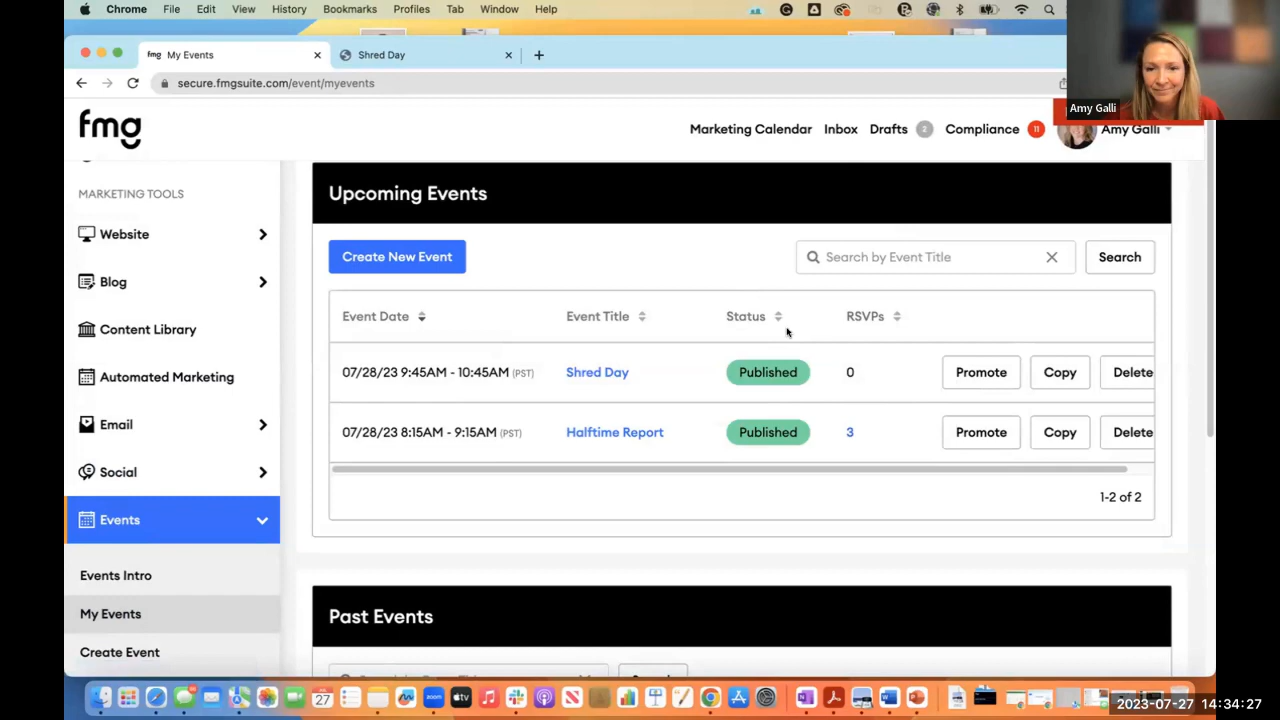 Chrome File Edit View History Bookmarks Profiles Tab Window Help
fmg My Events
Shred Day
secure.fmgsuite.com/event/myevents
Amy Galli
fmg
Marketing Calendar Inbox Drafts 2 Compliance 11 Amy Galli
MARKETING TOOLS
Website
Blog
Content Library
Automated Marketing
Email
Social
Events
Events Intro
My Events
Create Event
Upcoming Events
Create New Event
Search by Event Title
Search
Event Date Event Title Status RSVPs
07/28/23 9:45AM - 10:45AM (PST) Shred Day Published 0 Promote Copy Delete
07/28/23 8:15AM - 9:15AM (PST) Halftime Report Published 3 Promote Copy Delete
1-2 of 2
Past Events
27
zoom
tv
2023-07-27 14:34:27